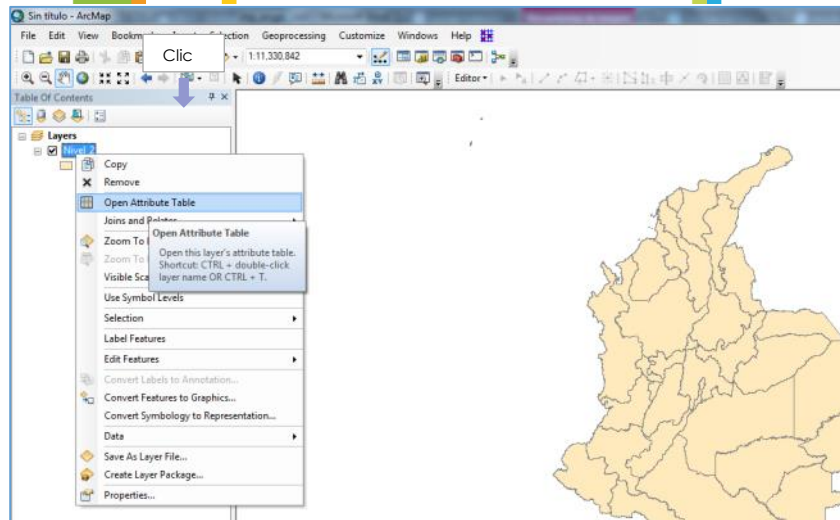 Sin título - ArcMap
File Edit View Bookm Selection Geoprocessing Customize Windows Help
Clic
1:11,330,842
Editor
Table Of Contents
Layers
Nivel 2
Copy
Remove
Open Attribute Table
Joins and Relates
Open Attribute Table
Zoom To
Open this layer's attribute table.
Zoom To
Shortcut: CTRL + double-click
Visible Sca
layer name OR CTRL + T.
Use Symbol Levels
Selection
Label Features
Edit Features
Convert Labels to Annotation...
Convert Features to Graphics...
Convert Symbology to Representation...
Data
Save As Layer File...
Create Layer Package...
Properties...